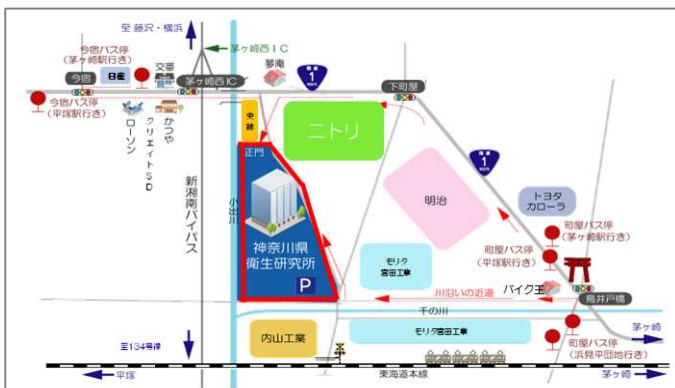 至 藤沢・横浜
茅ヶ崎西IC
今宿バス停
(茅ヶ崎駅行き)
交番
夢庵
国道
1
今宿
日産
茅ヶ崎西IC
下町屋
今宿バス停
(平塚駅行き)
ローソン
クリエイトSD
かつや
史跡
正門
ニトリ
国道
1
新湘南バイパス
小出川
神奈川県
衛生研究所
P
明治
トヨタ
カローラ
町屋バス停
(茅ヶ崎駅行き)
町屋バス停
(平塚駅行き)
モリタ
宮田工業
バイク王
川沿いの近道
鳥井戸橋
千の川
至134号線
内山工業
モリタ宮田工業
町屋バス停
(浜見平団地行き)
茅ヶ崎
平塚
東海道本線
茅ヶ崎